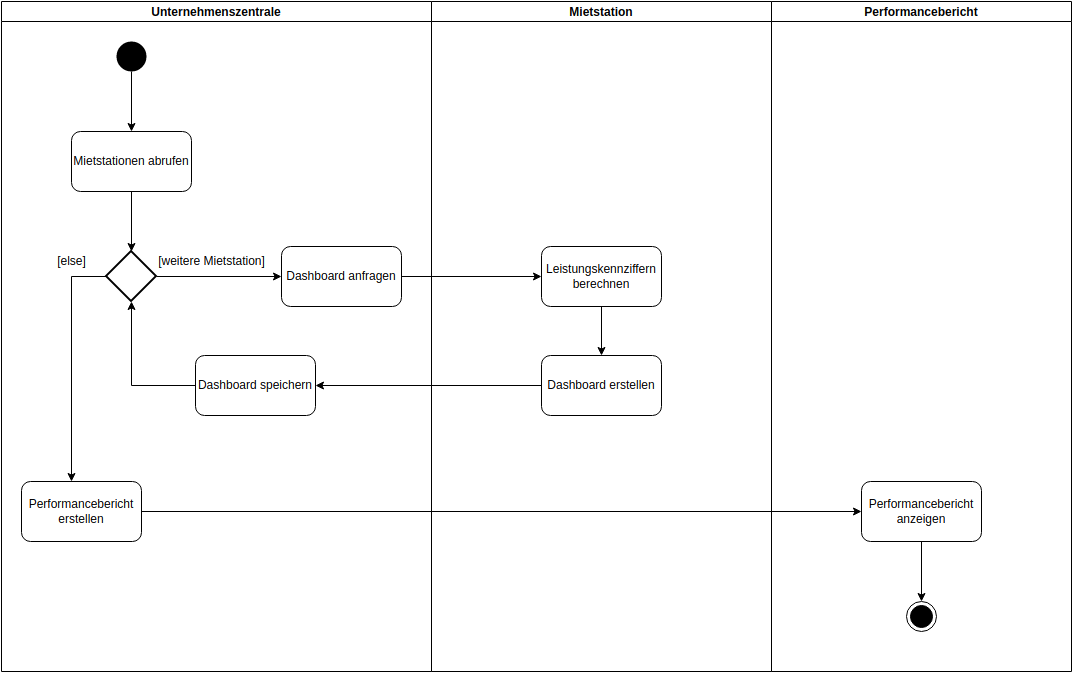 Unternehmenszentrale
Mietstation
Performancebericht
Mietstationen abrufen
[else]
[weitere Mietstation]
Dashboard anfragen
Leistungskennziffern
berechnen
Dashboard speichern
Dashboard erstellen
Performancebericht
erstellen
Performancebericht
anzeigen